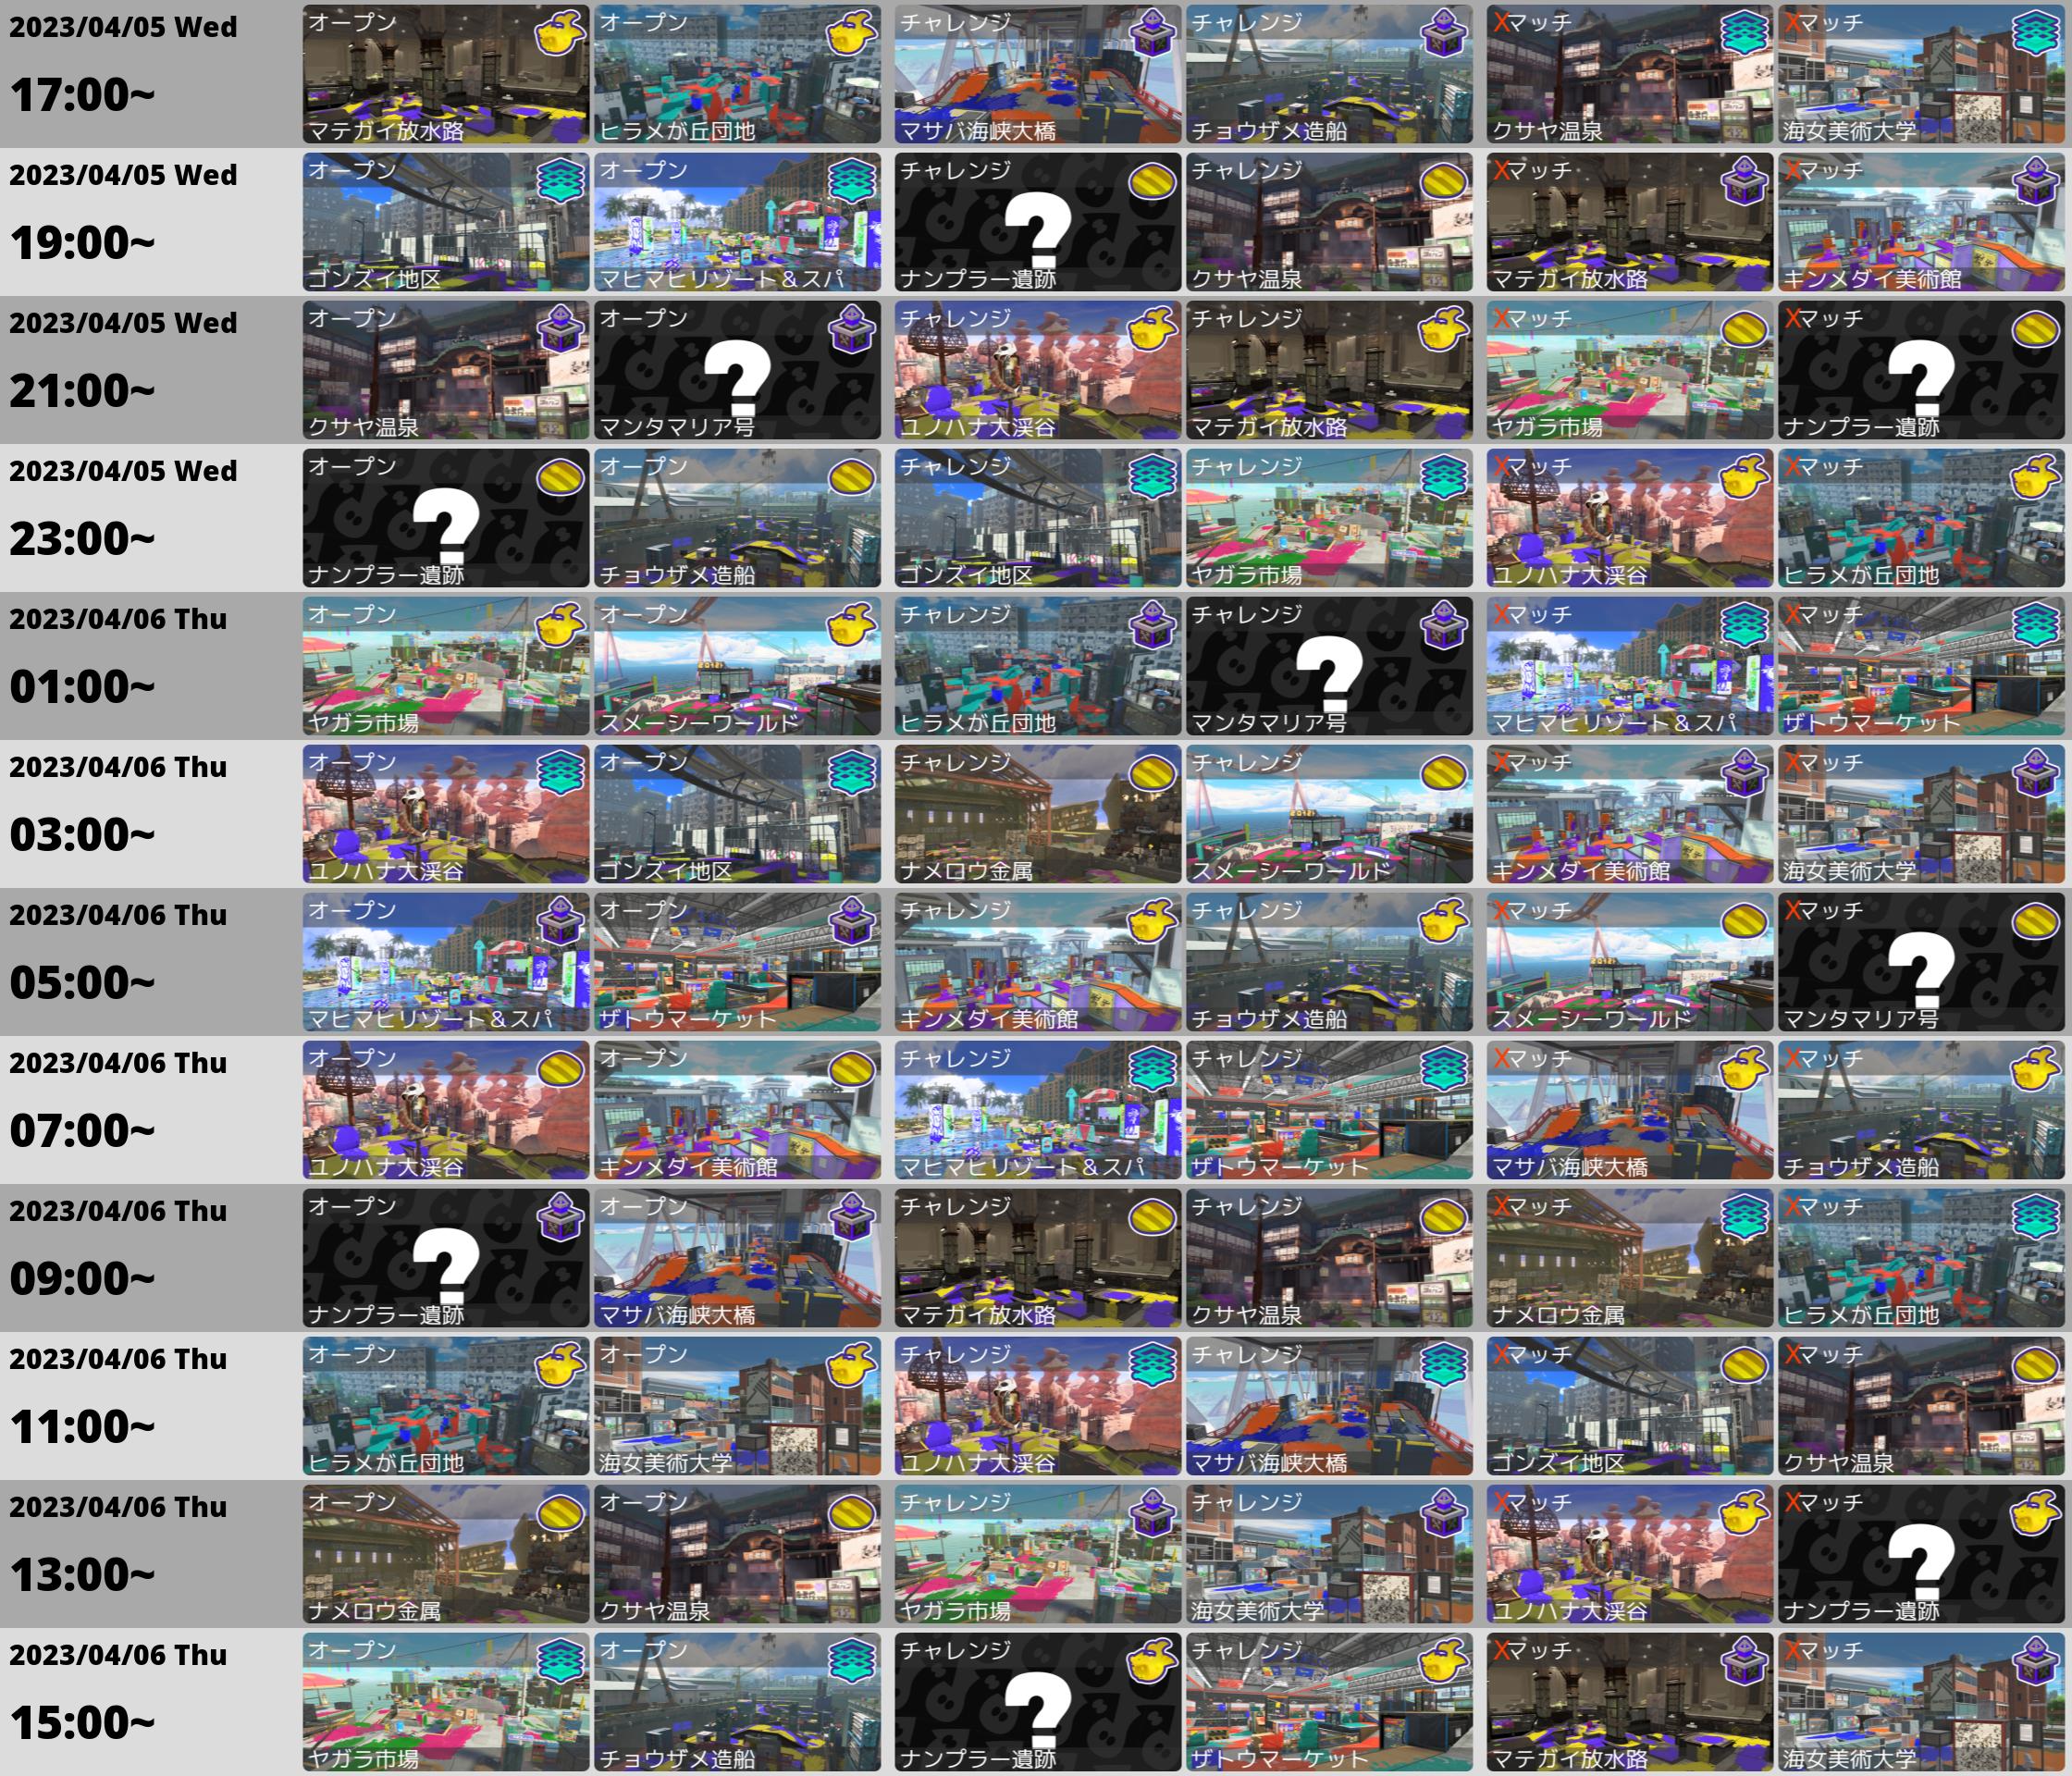 2023/04/05 Wed
17:00~
オープン オープン チャレンジ チャレンジ Xマッチ Xマッチ
マテガイ放水路 ヒラメが丘団地 マサバ海峡大橋 チョウザメ造船 クサヤ温泉 海女美術大学
2023/04/05 Wed
19:00~
オープン オープン チャレンジ チャレンジ Xマッチ Xマッチ
ゴンズイ地区 マヒマヒリゾート&スパ ナンプラー遺跡 クサヤ温泉 マテガイ放水路 キンメダイ美術館
2023/04/05 Wed
21:00~
オープン オープン チャレンジ チャレンジ Xマッチ Xマッチ
クサヤ温泉 マンタマリア号 ユノハナ大渓谷 マテガイ放水路 ヤガラ市場 ナンプラー遺跡
2023/04/05 Wed
23:00~
オープン オープン チャレンジ チャレンジ Xマッチ Xマッチ
ナンプラー遺跡 チョウザメ造船 ゴンズイ地区 ヤガラ市場 ユノハナ大渓谷 ヒラメが丘団地
2023/04/06 Thu
01:00~
オープン オープン チャレンジ チャレンジ Xマッチ Xマッチ
ヤガラ市場 スメーシーワールド ヒラメが丘団地 マンタマリア号 マヒマヒリゾート&スパ ザトウマーケット
2023/04/06 Thu
03:00~
オープン オープン チャレンジ チャレンジ Xマッチ Xマッチ
ユノハナ大渓谷 ゴンズイ地区 ナメロウ金属 スメーシーワールド キンメダイ美術館 海女美術大学
2023/04/06 Thu
05:00~
オープン オープン チャレンジ チャレンジ Xマッチ Xマッチ
マヒマヒリゾート&スパ ザトウマーケット キンメダイ美術館 チョウザメ造船 スメーシーワールド マンタマリア号
2023/04/06 Thu
07:00~
オープン オープン チャレンジ チャレンジ Xマッチ Xマッチ
ユノハナ大渓谷 キンメダイ美術館 マヒマヒリゾート&スパ ザトウマーケット マサバ海峡大橋 チョウザメ造船
2023/04/06 Thu
09:00~
オープン オープン チャレンジ チャレンジ Xマッチ Xマッチ
ナンプラー遺跡 マサバ海峡大橋 マテガイ放水路 クサヤ温泉 ナメロウ金属 ヒラメが丘団地
2023/04/06 Thu
11:00~
オープン オープン チャレンジ チャレンジ Xマッチ Xマッチ
ヒラメが丘団地 海女美術大学 ユノハナ大渓谷 マサバ海峡大橋 ゴンズイ地区 クサヤ温泉
2023/04/06 Thu
13:00~
オープン オープン チャレンジ チャレンジ Xマッチ Xマッチ
ナメロウ金属 クサヤ温泉 ヤガラ市場 海女美術大学 ユノハナ大渓谷 ナンプラー遺跡
2023/04/06 Thu
15:00~
オープン オープン チャレンジ チャレンジ Xマッチ Xマッチ
ヤガラ市場 チョウザメ造船 ナンプラー遺跡 ザトウマーケット マテガイ放水路 海女美術大学